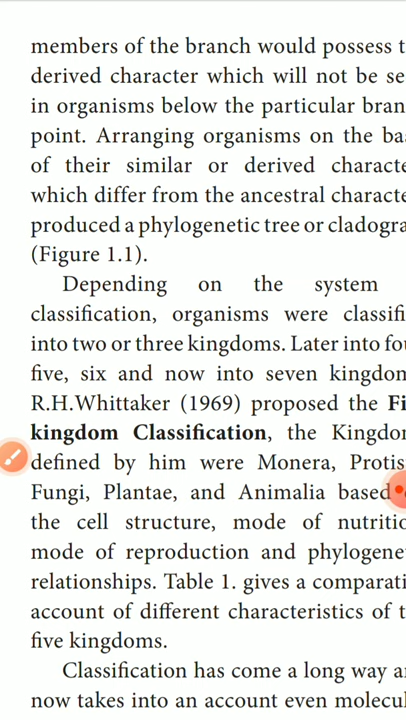 members of the branch would possess t
derived character which will not be se
in organisms below the particular bran
point. Arranging organisms on the ba
of their similar or derived characte
which differ from the ancestral characte
produced a phylogenetic tree or cladogra
(Figure 1.1).
Depending on the system
classification, organisms were classifi
into two or three kingdoms. Later into fou
five, six and now into seven kingdom
R.H.Whittaker (1969) proposed the Fi
kingdom Classification, the Kingdom
defined by him were Monera, Protis
Fungi, Plantae, and Animalia based
the cell structure, mode of nutritio
mode of reproduction and phylogene
relationships. Table 1. gives a comparati
account of different characteristics of t
five kingdoms.
Classification has come a long way a
now takes into an account even molecul